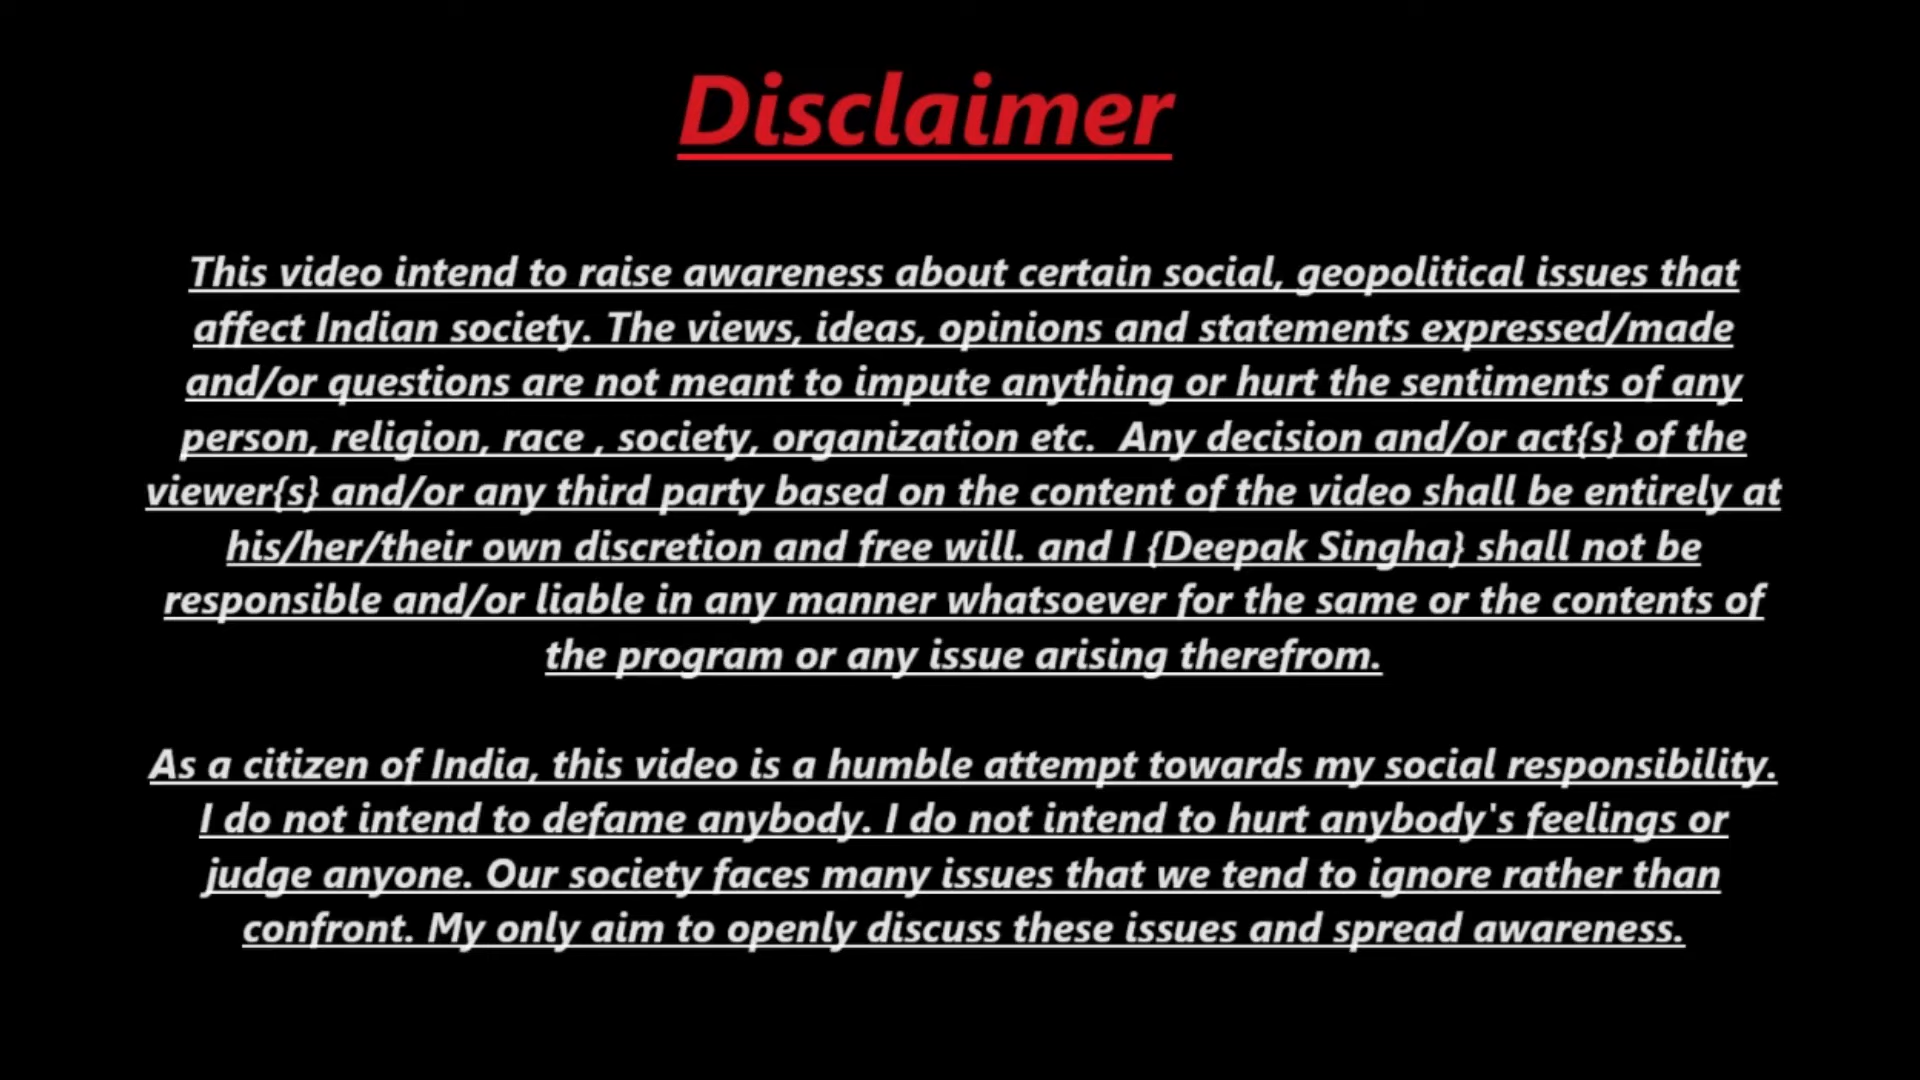 Disclaimer
This video intend to raise awareness about certain social, geopolitical issues that
affect Indian society. The views, ideas, opinions and statements expressed/made
and/or questions are not meant to impute anything or hurt the sentiments of any
person, religion, race , society, organization etc.  Any decision and/or act{s} of the
viewer{s} and/or any third party based on the content of the video shall be entirely at
his/her/their own discretion and free will. and I {Deepak Singha} shall not be
responsible and/or liable in any manner whatsoever for the same or the contents of
the program or any issue arising therefrom.
As a citizen of India, this video is a humble attempt towards my social responsibility.
I do not intend to defame anybody. I do not intend to hurt anybody's feelings or
judge anyone. Our society faces many issues that we tend to ignore rather than
confront. My only aim to openly discuss these issues and spread awareness.